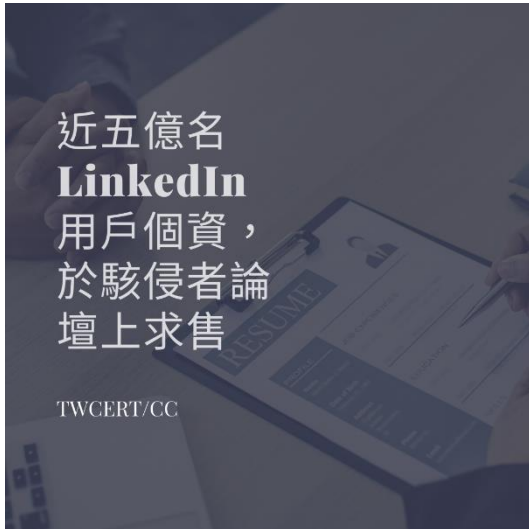 近五億名
LinkedIn
用戶個資，
於駭侵者論
壇上求售
TWCERT/CC
RESUME